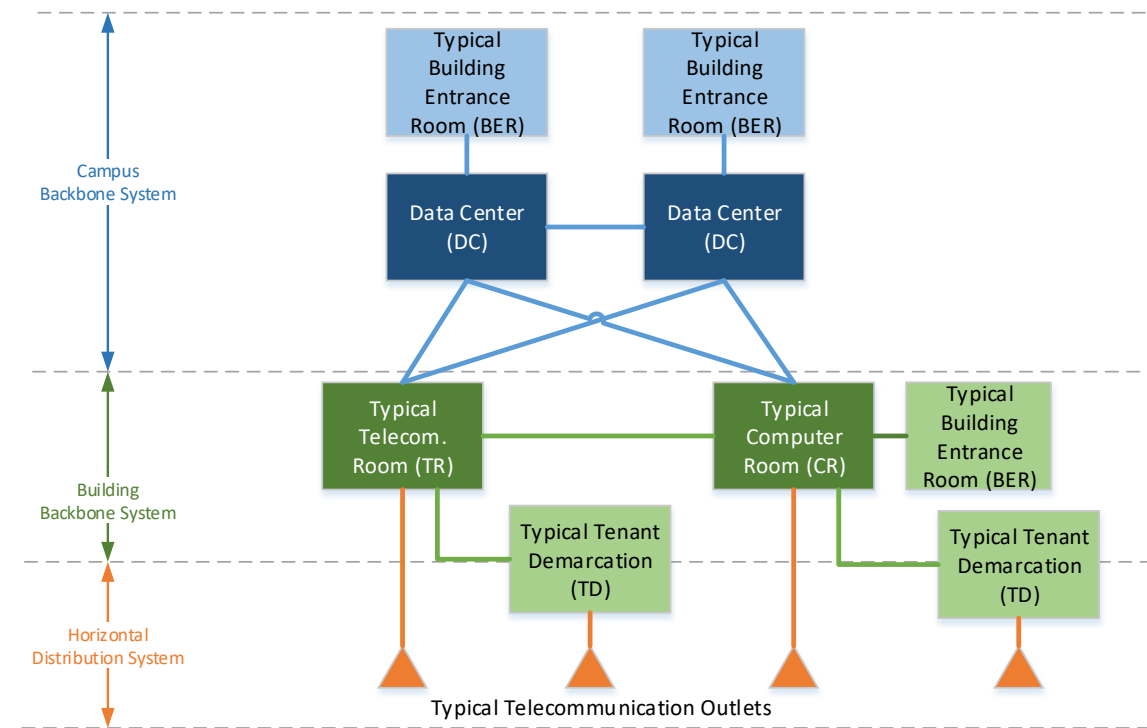 Typical
Building
Entrance
Room (BER)
Typical
Building
Entrance
Room (BER)
Campus
Backbone System
Data Center
(DC)
Data Center
(DC)
Typical
Telecom.
Room (TR)
Typical
Computer
Room (CR)
Typical
Building
Entrance
Room (BER)
Building
Backbone System
Typical Tenant
Demarcation
(TD)
Typical Tenant
Demarcation
(TD)
Horizontal
Distribution System
Typical Telecommunication Outlets